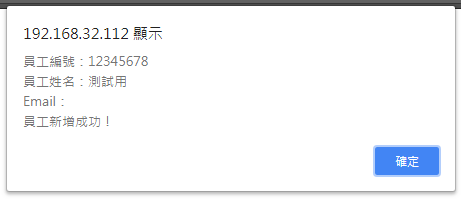 192.168.32.112 顯示
員工編號：12345678
員工姓名：測試用
Email：
員工新增成功！
確定